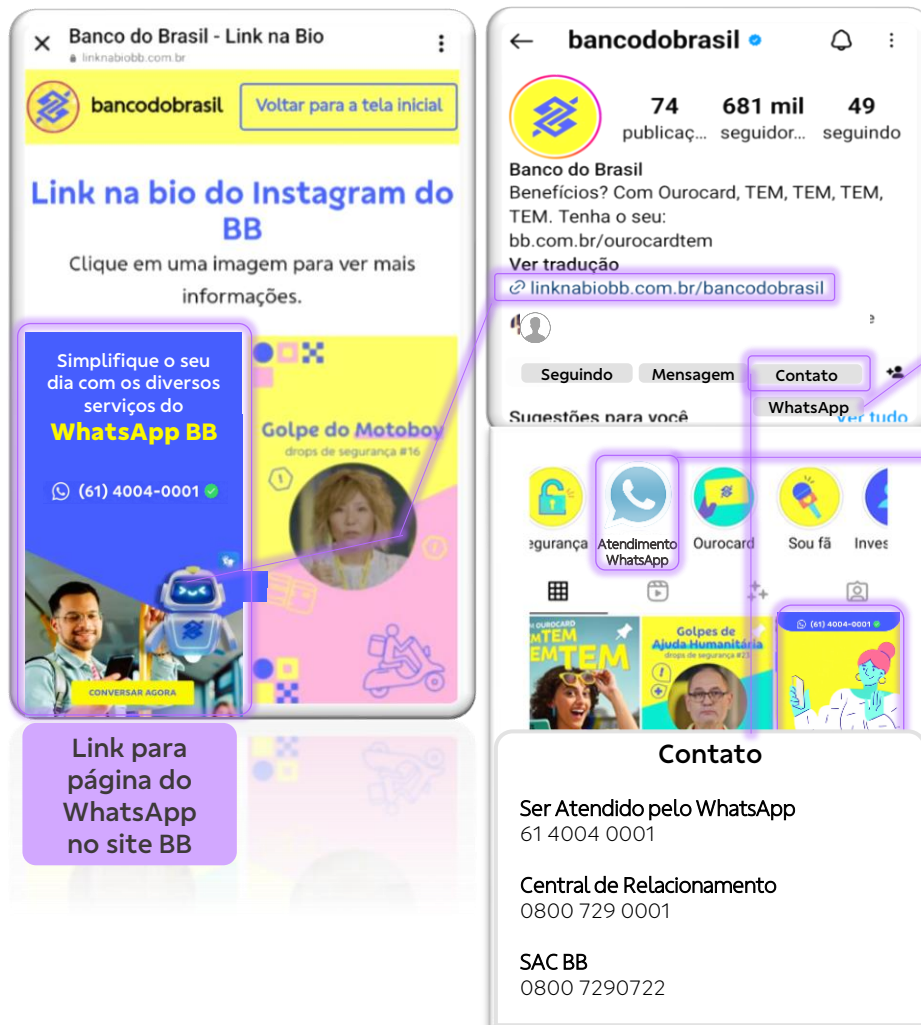 Banco do Brasil - Link na Bio
linknabiobb.com.br
bancodobrasil
Voltar para a tela inicial
Link na bio do Instagram do
BB
Clique em uma imagem para ver mais
informações.
Simplifique o seu
dia com os diversos
serviços do
WhatsApp BB
(61) 4004-0001
CONVERSAR AGORA
Golpe do Motoboy
drops de segurança #16
Link para
página do
WhatsApp
no site BB
bancodobrasil
74 681 mil 49
publicaç... seguidor... seguindo
Banco do Brasil
Benefícios? Com Ourocard, TEM, TEM, TEM,
TEM. Tenha o seu:
bb.com.br/ourocardtem
Ver tradução
linknabiobb.com.br/bancodobrasil
e
Seguindo Mensagem Contato
WhatsApp
Sugestões para você Ver tudo
egurança Atendimento WhatsApp Ourocard Sou fã Inves
OUROCARD
TEM
TEM
Golpes de
Ajuda Humanitária
drops de segurança #23
(61) 4004-0001
Contato
Ser Atendido pelo WhatsApp
61 4004 0001
Central de Relacionamento
0800 729 0001
SAC BB
0800 7290722